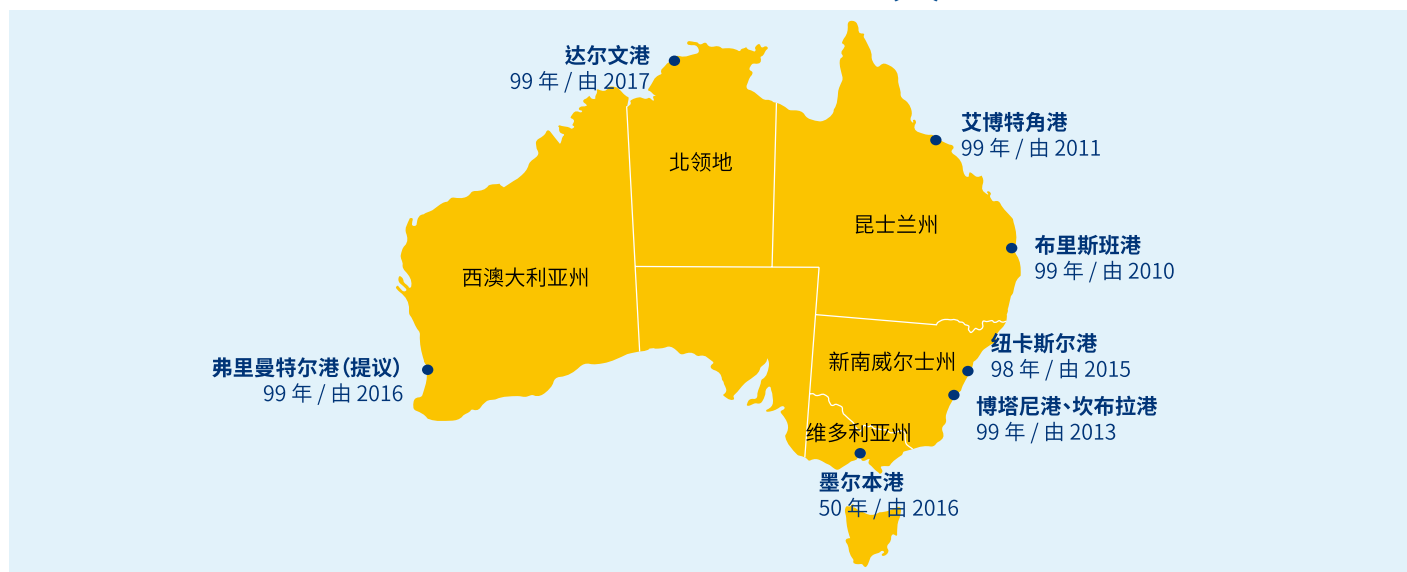 达尔文港
99 年 / 由 2017
艾博特角港
99 年 / 由 2011
北领地
昆士兰州
布里斯班港
99 年 / 由 2010
西澳大利亚州
纽卡斯尔港
98 年 / 由 2015
新南威尔士州
弗里曼特尔港(提议)
99 年 / 由 2016
博塔尼港、坎布拉港
99 年 / 由 2013
维多利亚州
墨尔本港
50 年 / 由 2016